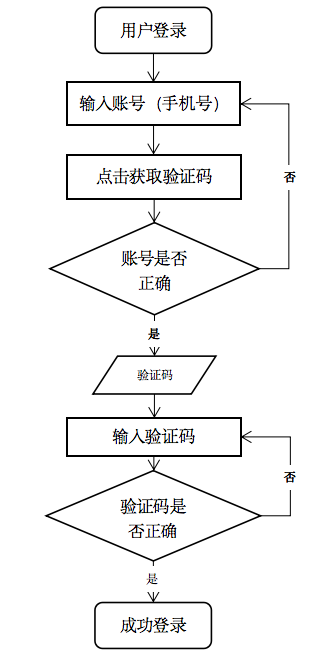 用户登录
输入账号（手机号）
点击获取验证码
否
账号是否
正确
是
验证码
输入验证码
否
验证码是
否正确
是
成功登录